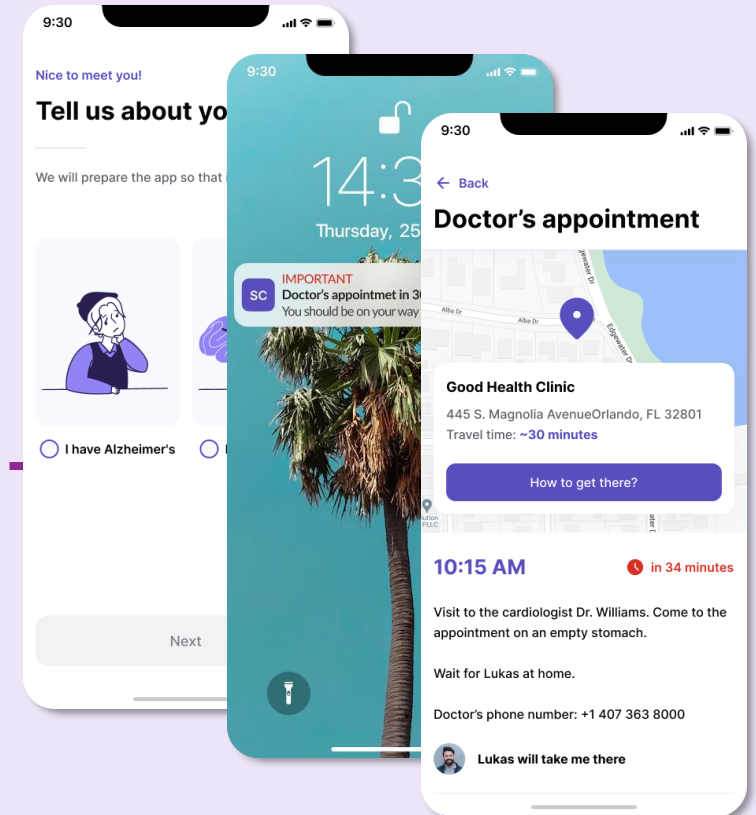 9:30
Nice to meet you!
Tell us about yo
We will prepare the app so that i
I have Alzheimer's
Next
9:30
14:3
Thursday, 25
SC
IMPORTANT
Doctor's appointmet in 3
You should be on your way
9:30
Back
Doctor's appointment
Edgewater Dr
Alba Dr
Alba Dr
Edgewater Dr
Good Health Clinic
445 S. Magnolia AvenueOrlando, FL 32801
Travel time: ~30 minutes
How to get there?
lution
PLLC
10:15 AM
in 34 minutes
Visit to the cardiologist Dr. Williams. Come to the
appointment on an empty stomach.
Wait for Lukas at home.
Doctor's phone number: +1 407 363 8000
Lukas will take me there